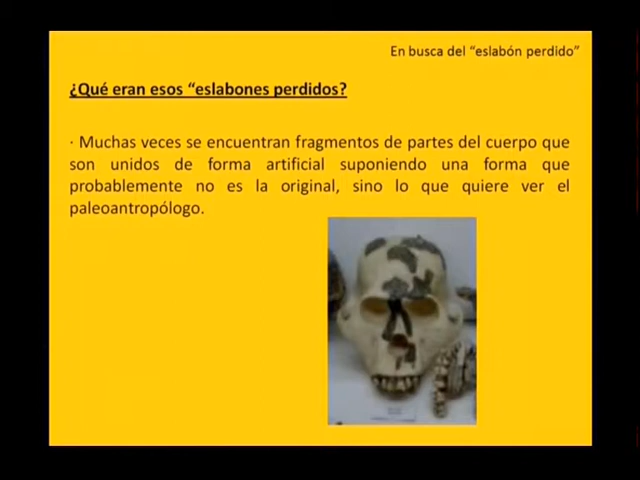 En busca del “eslabón perdido”
¿Qué eran esos “eslabones perdidos?
· Muchas veces se encuentran fragmentos de partes del cuerpo que
son unidos de forma artificial suponiendo una forma que
probablemente no es la original, sino lo que quiere ver el
paleoantropólogo.